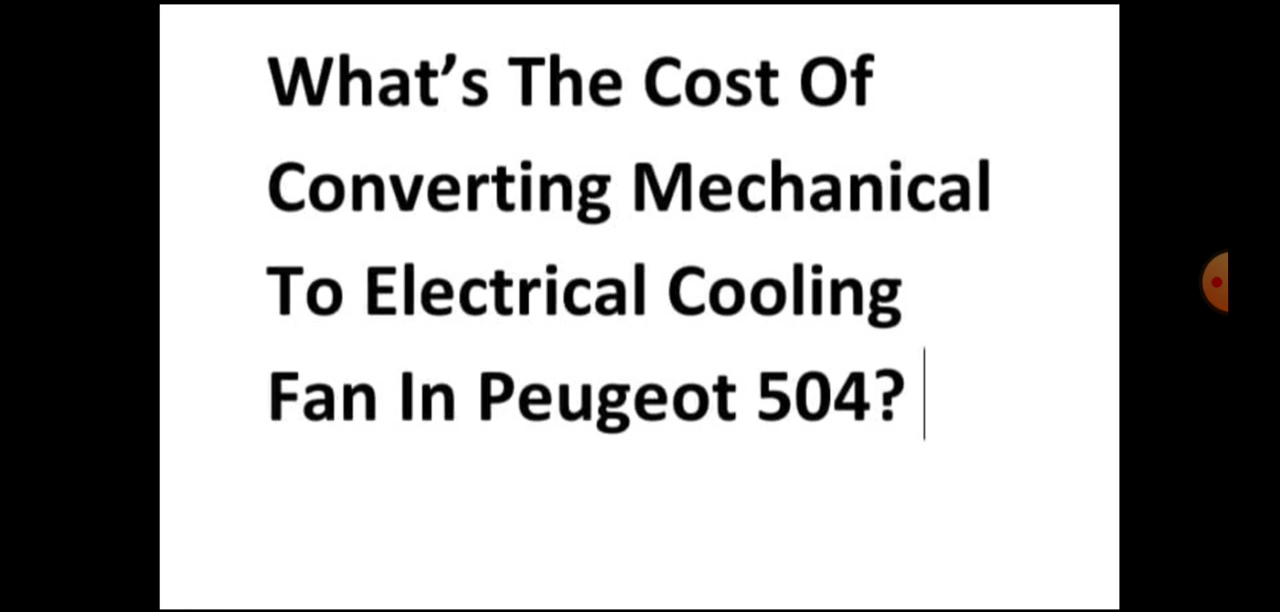 What’s The Cost Of
Converting Mechanical
To Electrical Cooling
Fan In Peugeot 504?